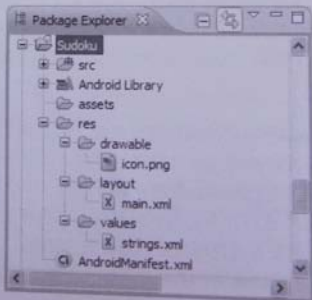 Package Explorer
Sudoku
src
Android Library
assets
res
drawable
icon.png
layout
main.xml
values
strings.xml
AndroidManifest.xml